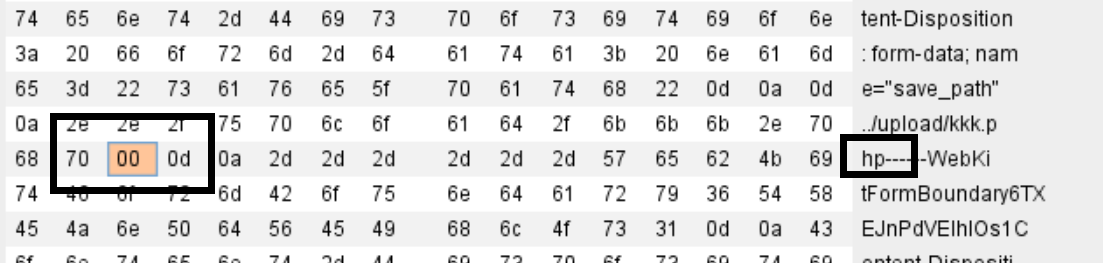 74 65 6e 74 2d 44 69 73 70 6f 73 69 74 69 6f 6e tent-Disposition
3a 20 66 6f 72 6d 2d 64 61 74 61 3b 20 6e 61 6d : form-data; nam
65 3d 22 73 61 76 65 5f 70 61 74 68 22 0d 0a 0d e="save_path"
0a 2e 2e 2f 75 70 6c 6f 61 64 2f 6b 6b 6b 2e 70 ../upload/kkk.p
68 70 00 0d 0a 2d 2d 2d 2d 2d 2d 57 65 62 4b 69 hp------WebKi
74 46 6f 72 6d 42 6f 75 6e 64 61 72 79 36 54 58 tFormBoundary6TX
45 4a 6e 50 64 56 45 49 68 6c 4f 73 31 0d 0a 43 EJnPdVEIhlOs1C
6f 6e 74 65 6e 74 2d 44 69 73 70 6f 73 69 74 69 ontent-Dispositi